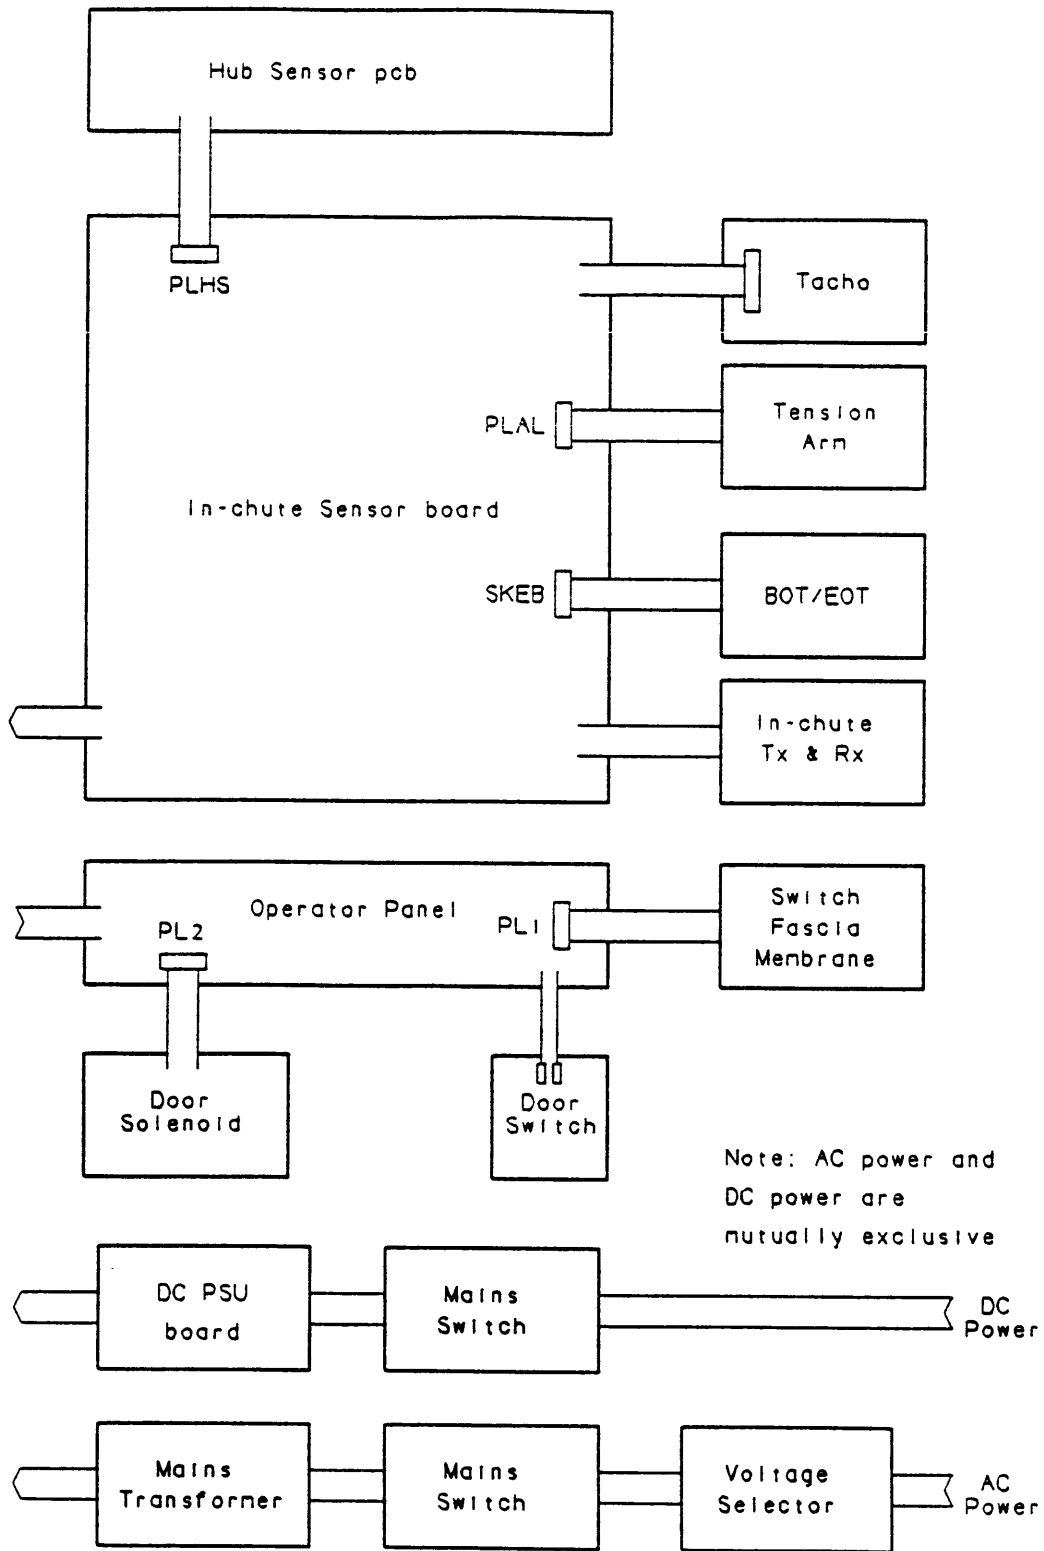 Hub Sensor pcb
PLHS
Tacho
PLAL
Tension
Arm
In-chute Sensor board
SKEB
BOT/EOT
In-chute
Tx & Rx
Operator Panel
PL2
PL1
Switch
Fascia
Membrane
Door
Solenoid
Door
Switch
Note: AC power and
DC power are
mutually exclusive
DC PSU
board
Mains
Switch
DC
Power
Mains
Transformer
Mains
Switch
Voltage
Selector
AC
Power